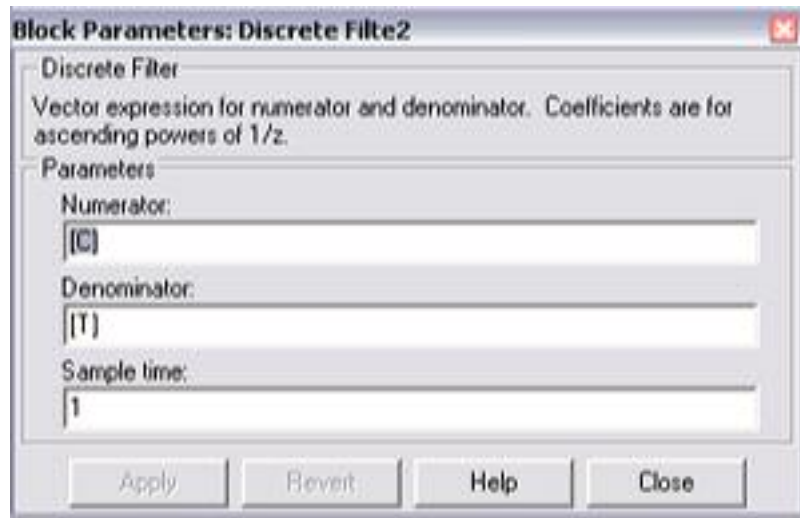 Block Parameters: Discrete Filte2
Discrete Filter
Vector expression for numerator and denominator. Coefficients are for
ascending powers of 1/z.
Parameters
Numerator:
[C]
Denominator:
[T]
Sample time:
1
Apply Revert Help Close